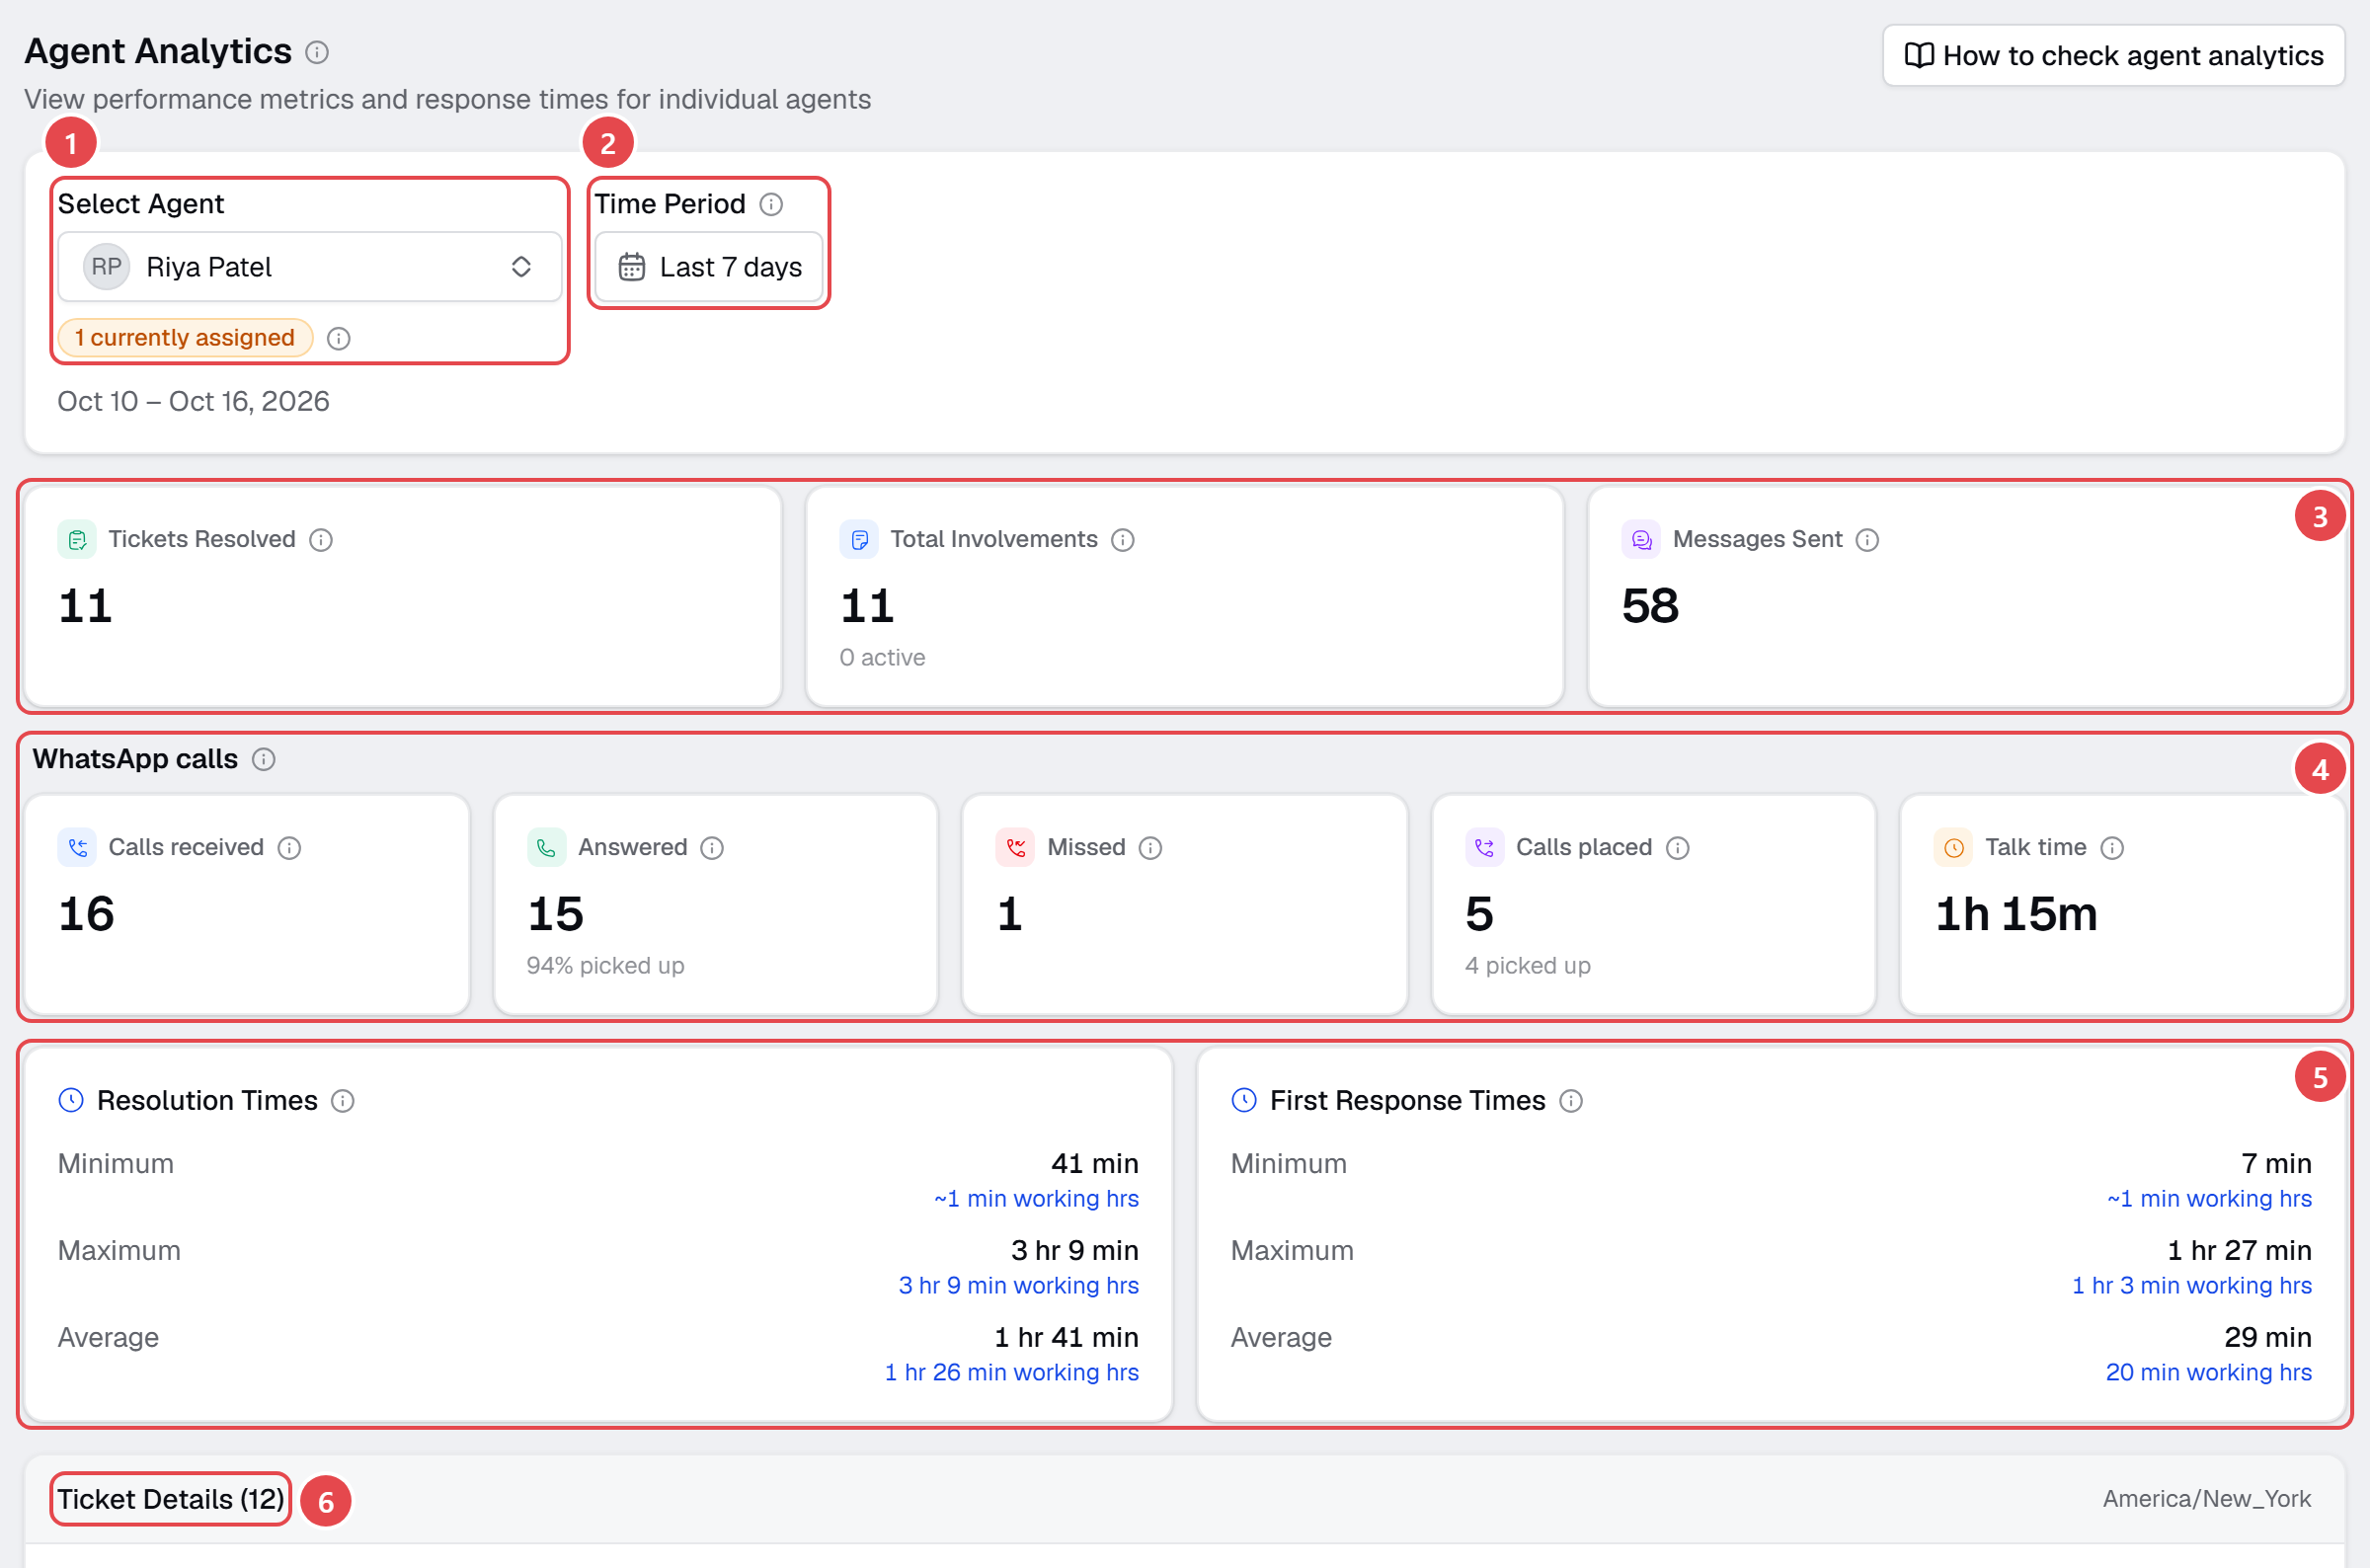 Agent Analytics
How to check agent analytics
View performance metrics and response times for individual agents
1
2
Select Agent
Time Period
RP Riya Patel
Last 7 days
1 currently assigned
Oct 10 – Oct 16, 2026
3
Tickets Resolved
11
Total Involvements
11
0 active
Messages Sent
58
WhatsApp calls
4
Calls received
16
Answered
15
94% picked up
Missed
1
Calls placed
5
4 picked up
Talk time
1h 15m
5
Resolution Times
Minimum
41 min
~1 min working hrs
Maximum
3 hr 9 min
3 hr 9 min working hrs
Average
1 hr 41 min
1 hr 26 min working hrs
First Response Times
Minimum
7 min
~1 min working hrs
Maximum
1 hr 27 min
1 hr 3 min working hrs
Average
29 min
20 min working hrs
Ticket Details (12)
6
America/New_York